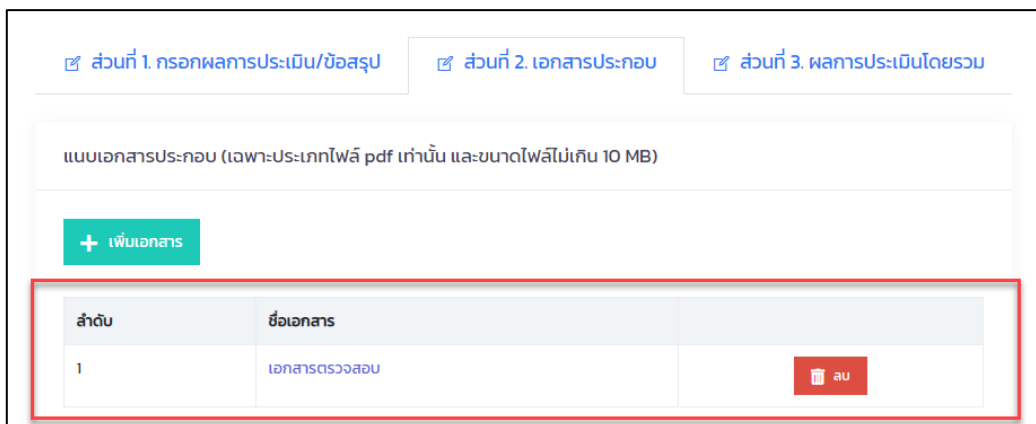 ส่วนที่ 1. กรอกผลการประเมิน/ข้อสรุป ส่วนที่ 2. เอกสารประกอบ ส่วนที่ 3. ผลการประเมินโดยรวม
แนบเอกสารประกอบ (เฉพาะประเภทไฟล์ pdf เท่านั้น และขนาดไฟล์ไม่เกิน 10 MB)
+ เพิ่มเอกสาร
ลำดับ ชื่อเอกสาร
1 เอกสารตรวจสอบ ลบ